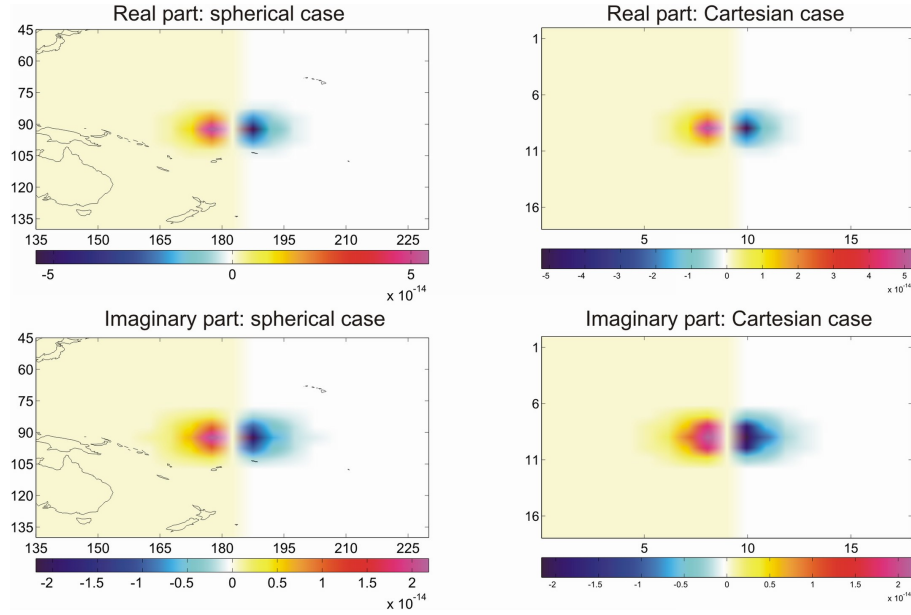 Real part: spherical case
45
60
75
90
105
120
135
135 150 165 180 195 210 225
-5 0 5
x 10^-14
Real part: Cartesian case
1
6
11
16
5 10 15
-5 -4 -3 -2 -1 0 1 2 3 4 5
x 10^-14
Imaginary part: spherical case
45
60
75
90
105
120
135
135 150 165 180 195 210 225
-2 -1.5 -1 -0.5 0 0.5 1 1.5 2
x 10^-14
Imaginary part: Cartesian case
1
6
11
16
5 10 15
-2 -1.5 -1 -0.5 0 0.5 1 1.5 2
x 10^-14